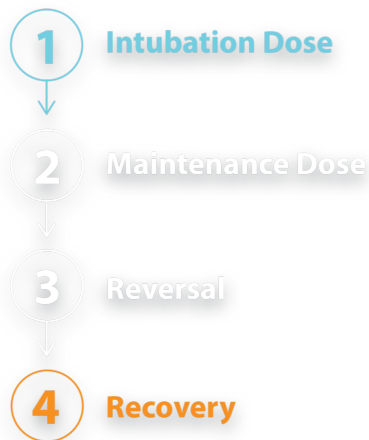 1 Intubation Dose
2 Maintenance Dose
3 Reversal
4 Recovery